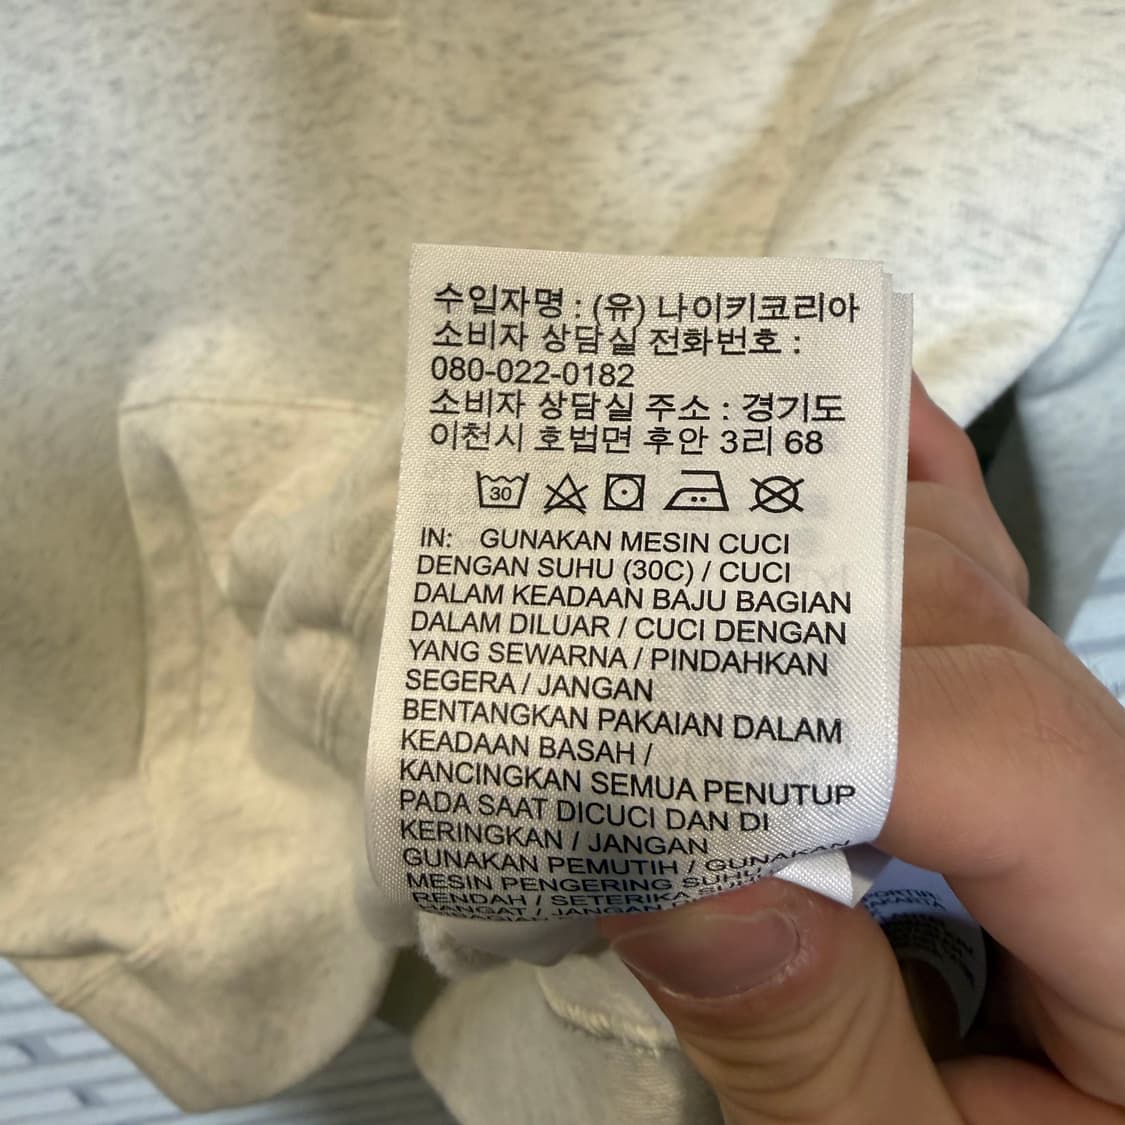 수입자명 : (유) 나이키코리아
소비자 상담실 전화번호 :
080-022-0182
소비자 상담실 주소 : 경기도
이천시 호법면 후안 3리 68
30
IN: GUNAKAN MESIN CUCI
DENGAN SUHU (30C) / CUCI
DALAM KEADAAN BAJU BAGIAN
DALAM DILUAR / CUCI DENGAN
YANG SEWARNA / PINDAHKAN
SEGERA / JANGAN
BENTANGKAN PAKAIAN DALAM
KEADAAN BASAH /
KANCINGKAN SEMUA PENUTUP
PADA SAAT DICUCI DAN DI
KERINGKAN / JANGAN
GUNAKAN PEMUTIH / GUNAKAN
MESIN PENGERING SUHU
RENDAH / SETERIKA SUHU
HANGAT / JANGAN